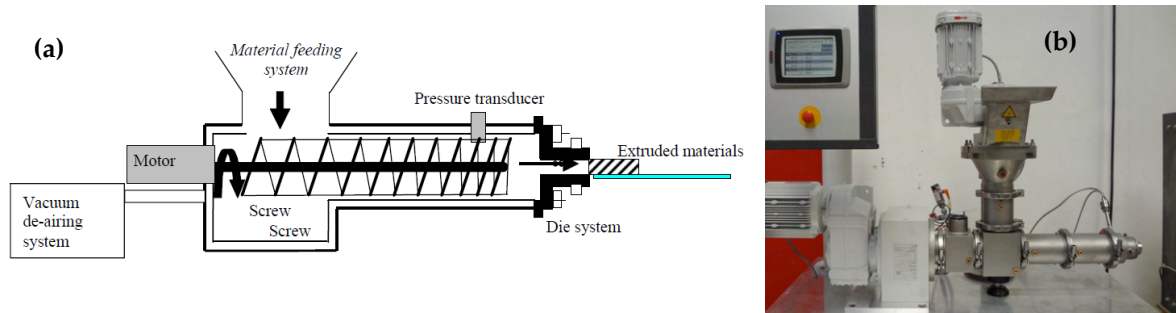 (a)
Material feeding
system
Pressure transducer
Motor
Extruded materials
Vacuum
de-airing
system
Screw
Screw
Die system
(b)